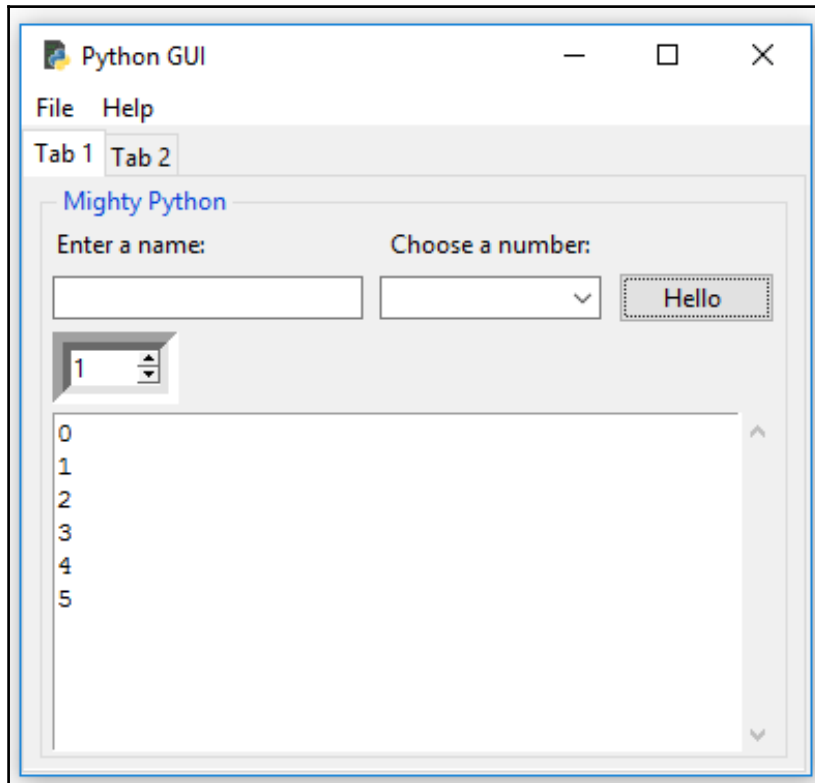 Python GUI
File Help
Tab 1 Tab 2
Mighty Python
Enter a name: Choose a number:
Hello
1
0
1
2
3
4
5